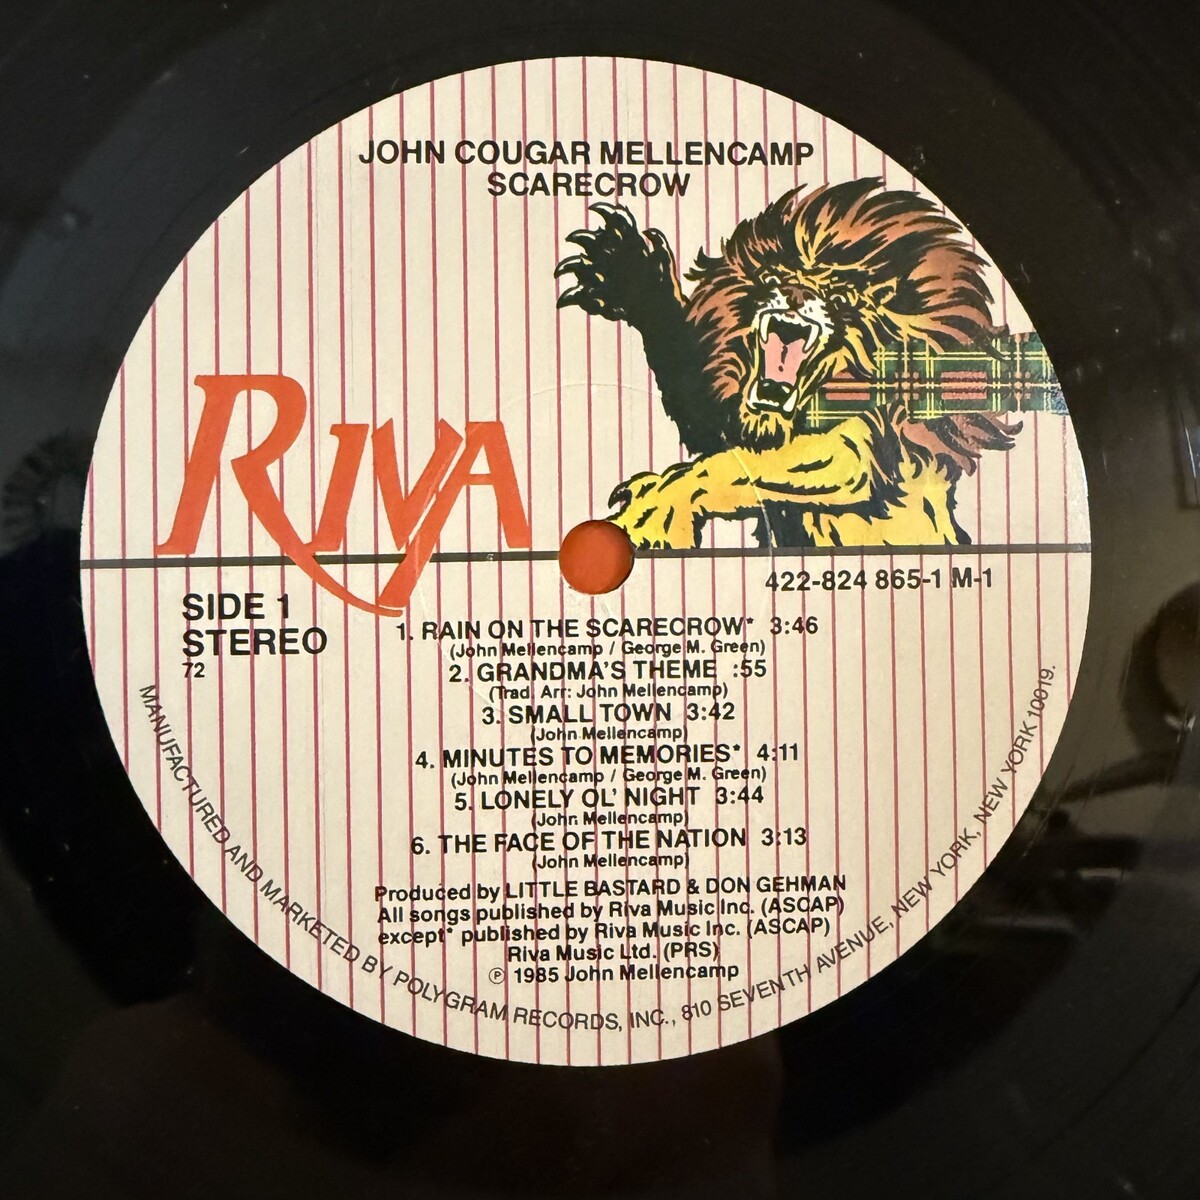 JOHN COUGAR MELLENCAMP
SCARECROW
RIVA
422-824 865-1 M-1
SIDE 1
STEREO
72
1. RAIN ON THE SCARECROW* 3:46
(John Mellencamp / George M. Green)
2. GRANDMA'S THEME :55
(Trad. Arr: John Mellencamp)
3. SMALL TOWN 3:42
(John Mellencamp)
4. MINUTES TO MEMORIES* 4:11
(John Mellencamp / George M. Green)
5. LONELY OL' NIGHT 3:44
(John Mellencamp)
6. THE FACE OF THE NATION 3:13
(John Mellencamp)
Produced by LITTLE BASTARD & DON GEHMAN
All songs published by Riva Music Inc. (ASCAP)
except* published by Riva Music Inc. (ASCAP)
Riva Music Ltd. (PRS)
℗ 1985 John Mellencamp
MANUFACTURED AND MARKETED BY POLYGRAM RECORDS, INC., 810 SEVENTH AVENUE, NEW YORK, NEW YORK 10019.